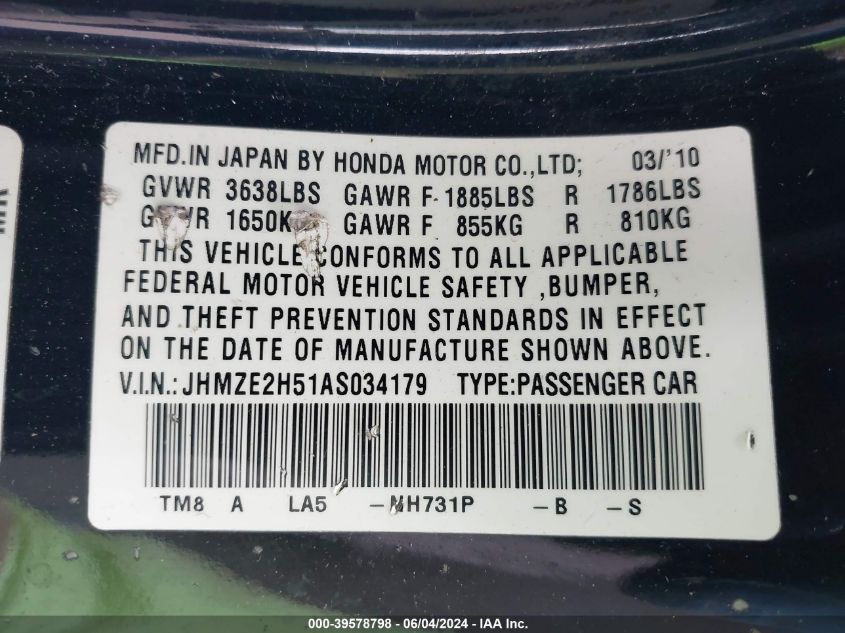 MFD.IN JAPAN BY HONDA MOTOR CO.,LTD; 03/'10
GVWR 3638LBS GAWR F 1885LBS R 1786LBS
GVWR 1650KG GAWR F 855KG R 810KG
THIS VEHICLE CONFORMS TO ALL APPLICABLE
FEDERAL MOTOR VEHICLE SAFETY ,BUMPER,
AND THEFT PREVENTION STANDARDS IN EFFECT
ON THE DATE OF MANUFACTURE SHOWN ABOVE.
V.I.N.:JHMZE2H51AS034179 TYPE:PASSENGER CAR
TM8 A LA5 -NH731P -B -S
000-39578798 - 06/04/2024 - IAA Inc.